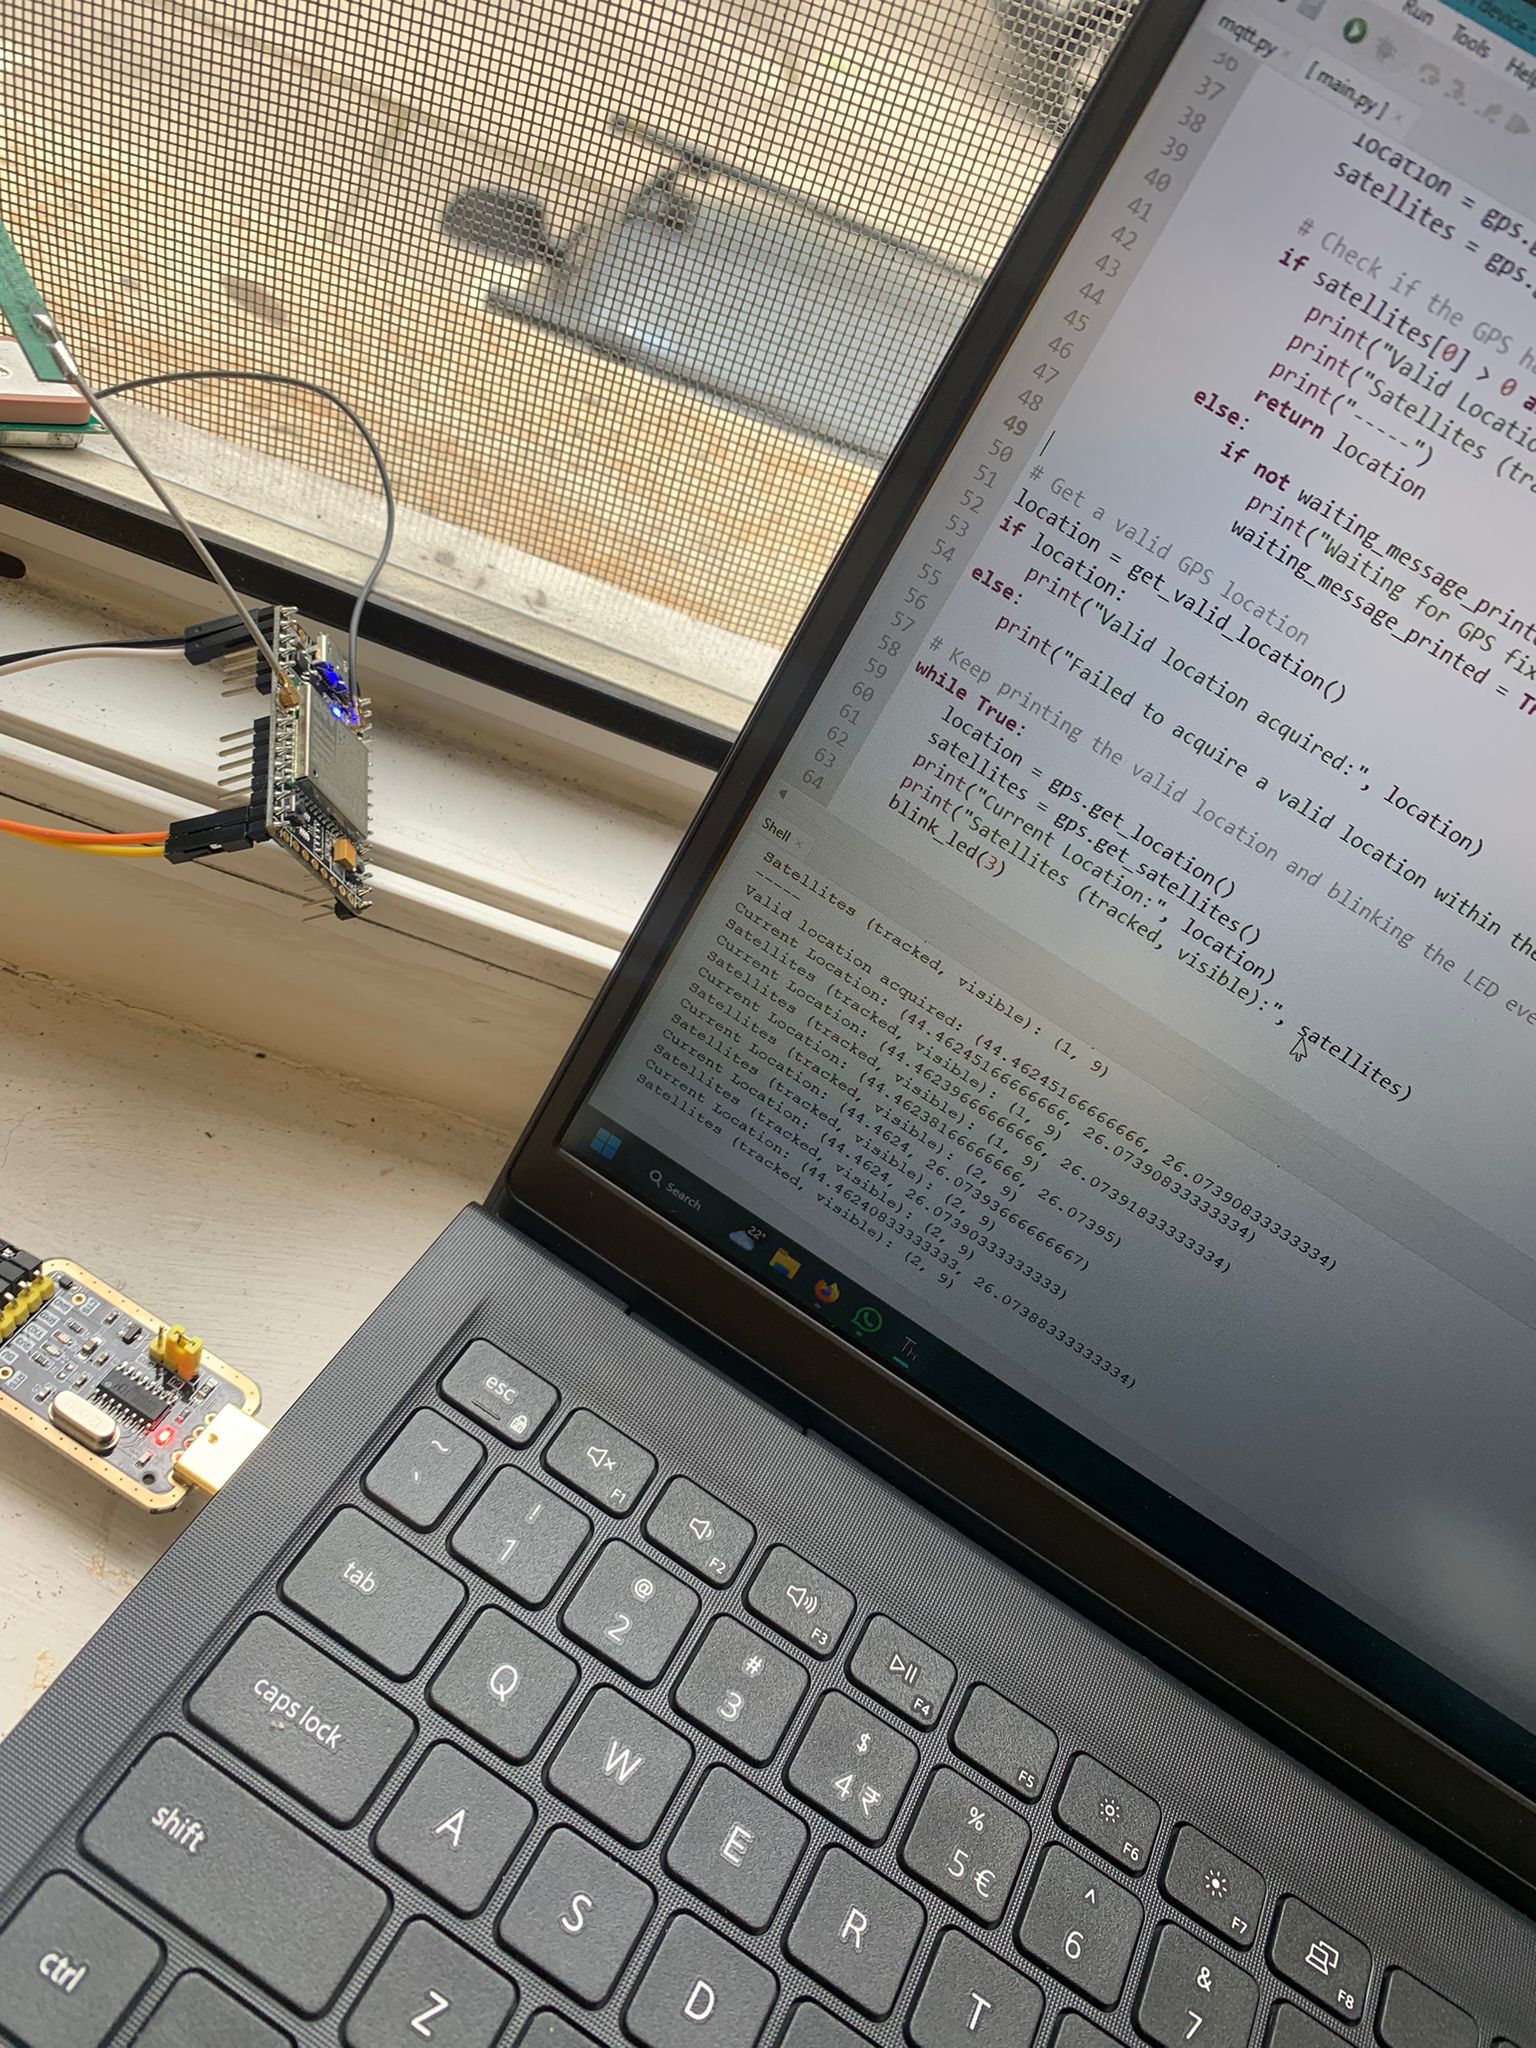 Run Tools
mqtt.py × [ main.py ] ×
36
37
38
39
40
41
42
43
44
45
46
47
48
49
50
51
52
53
54
55
56
57
58
59
60
61
62
63
64
location = gps.
satellites = gps.
# Check if the GPS
if satellites[0] > 0
print("Valid
print("Satellites
print("-----")
return location
else:
if not waiting_message_
print("Waiting for GPS fix
waiting_message_printed =
# Get a valid GPS location
location = get_valid_location()
if location:
print("Valid location acquired:", location)
else:
print("Failed to acquire a valid location within
# Keep printing the valid location and blinking the LED
while True:
location = gps.get_location()
satellites = gps.get_satellites()
print("Current Location:", location)
print("Satellites (tracked, visible):", satellites)
blink_led(3)
Shell ×
Satellites (tracked, visible): (1, 9)
-----
Valid location acquired: (44.46245166666666, 26.07390833333334)
Current Location: (44.46245166666666, 26.07390833333334)
Satellites (tracked, visible): (1, 9)
Current Location: (44.46239666666666, 26.07391833333334)
Satellites (tracked, visible): (1, 9)
Current Location: (44.46238166666666, 26.07395)
Satellites (tracked, visible): (2, 9)
Current Location: (44.4624, 26.07393666666667)
Satellites (tracked, visible): (2, 9)
Current Location: (44.4624, 26.07390333333333)
Satellites (tracked, visible): (2, 9)
Current Location: (44.46240833333333, 26.07388333333334)
Satellites (tracked, visible): (2, 9)
Search
22°
Th
esc F1 F2 F3 F4 F5 F6 F7 F8
~ ` ! 1 @ 2 # 3 $ 4 ₹ % 5 € ^ 6 & 7
tab Q W E R T
caps lock A S D
shift Z
ctrl